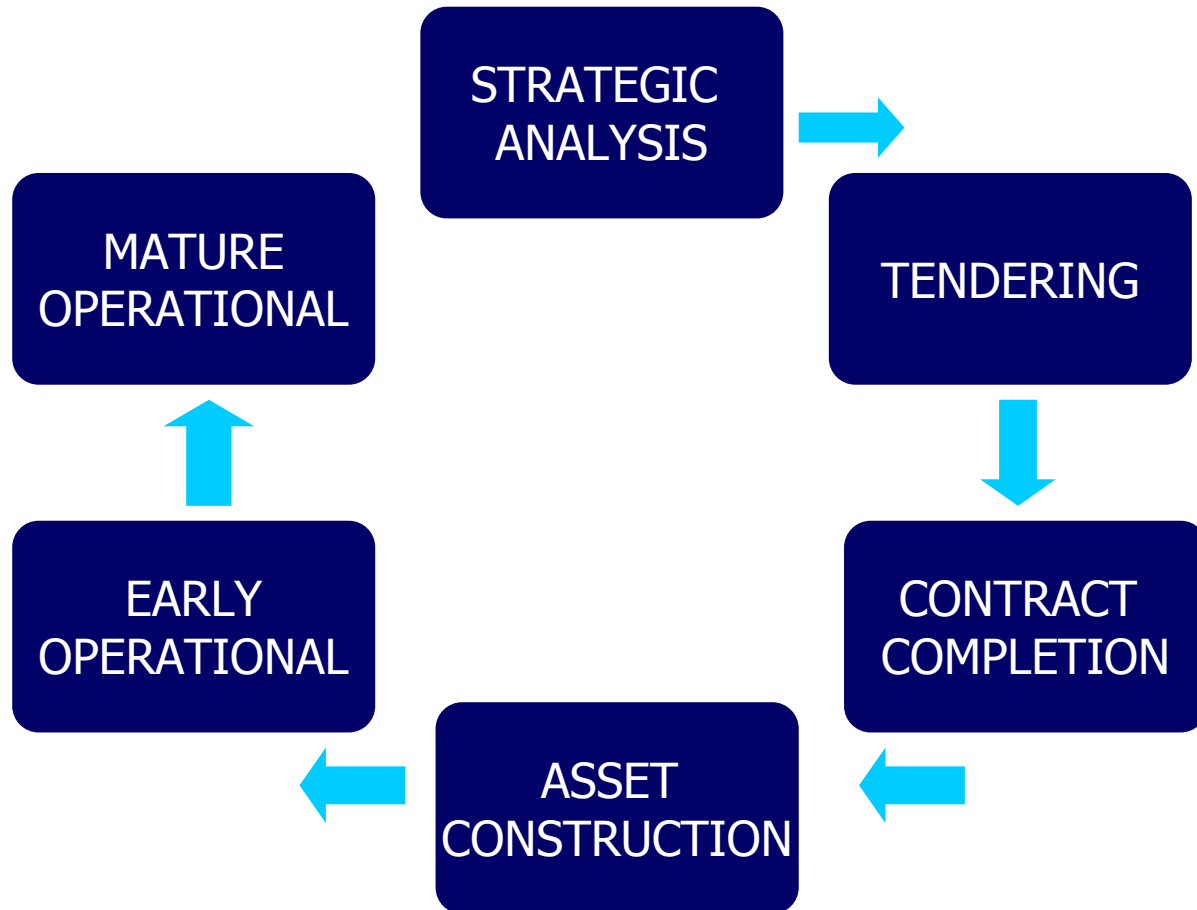 STRATEGIC
ANALYSIS
TENDERING
CONTRACT
COMPLETION
ASSET
CONSTRUCTION
EARLY
OPERATIONAL
MATURE
OPERATIONAL